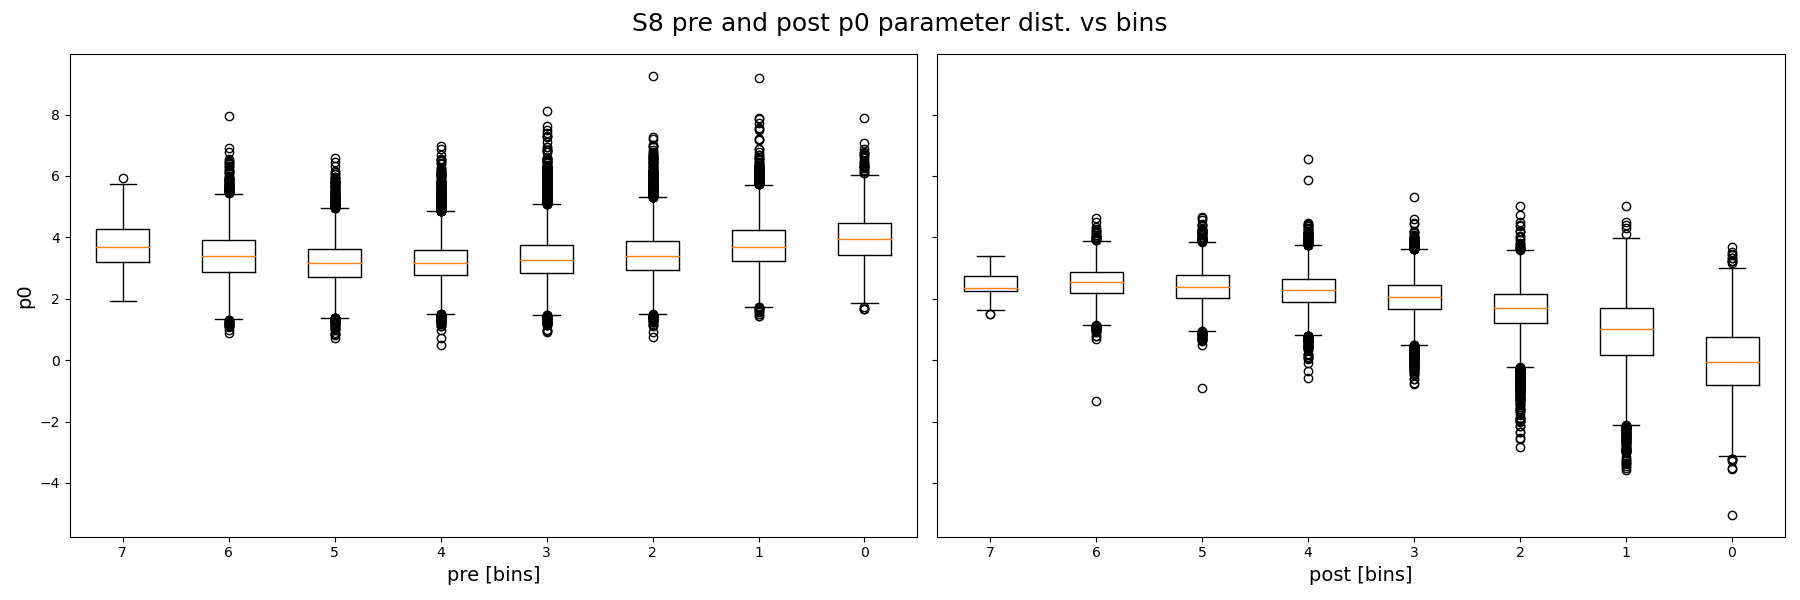 S8 pre and post p0 parameter dist. vs bins
p0
8
6
4
2
0
−2
−4
7 6 5 4 3 2 1 0
pre [bins]
7 6 5 4 3 2 1 0
post [bins]